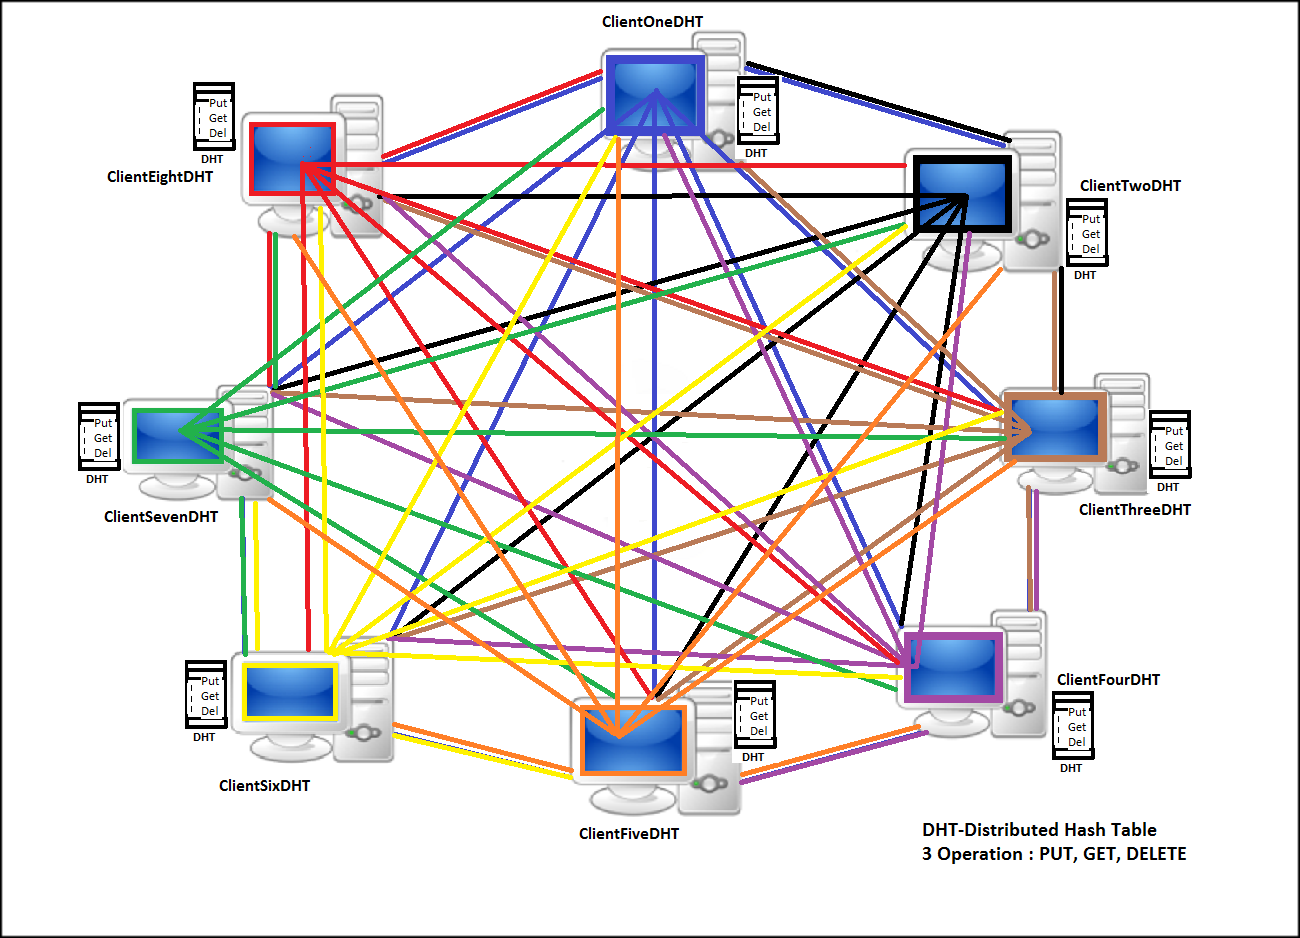 ClientOneDHT
Put
Get
Del
DHT
Put
Get
Del
DHT
ClientEightDHT
ClientTwoDHT
Put
Get
Del
DHT
Put
Get
Del
DHT
ClientSevenDHT
Put
Get
Del
DHT
ClientThreeDHT
Put
Get
Del
DHT
ClientSixDHT
Put
Get
Del
DHT
ClientFiveDHT
ClientFourDHT
Put
Get
Del
DHT
DHT-Distributed Hash Table
3 Operation : PUT, GET, DELETE